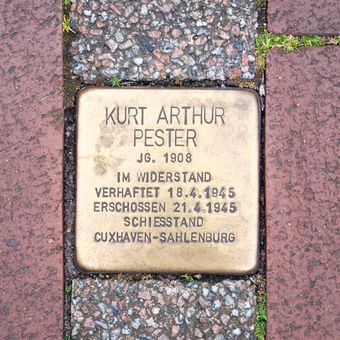 KURT ARTHUR
PESTER
JG. 1908
IM WIDERSTAND
VERHAFTET 18.4.1945
ERSCHOSSEN 21.4.1945
SCHIESSTAND
CUXHAVEN-SAHLENBURG